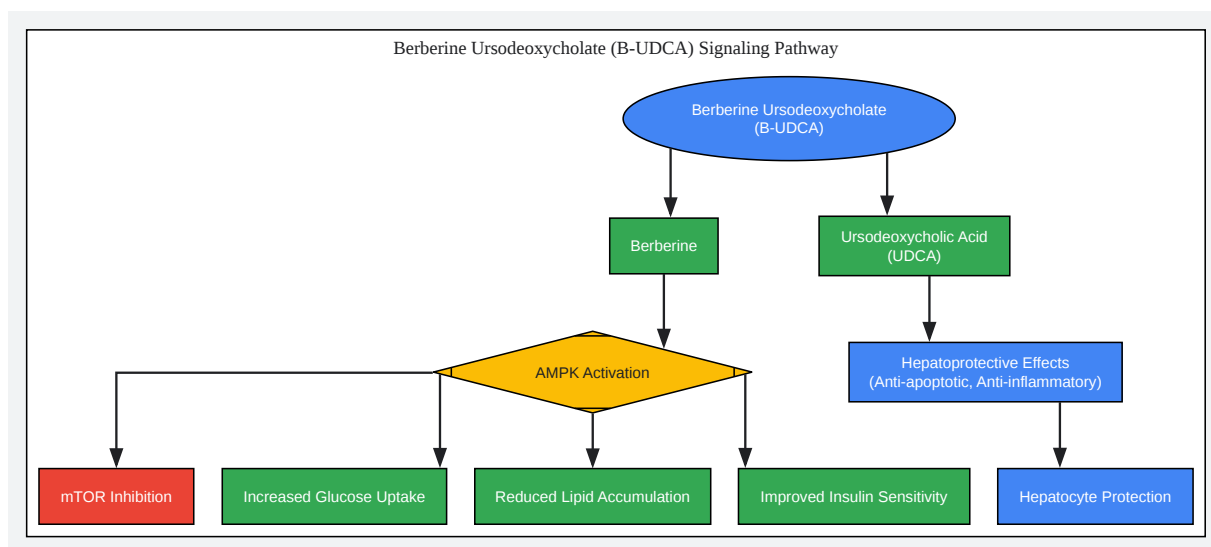 Berberine Ursodeoxycholate (B-UDCA) Signaling Pathway
Berberine Ursodeoxycholate
(B-UDCA)
Berberine
Ursodeoxycholic Acid
(UDCA)
AMPK Activation
Hepatoprotective Effects
(Anti-apoptotic, Anti-inflammatory)
mTOR Inhibition
Increased Glucose Uptake
Reduced Lipid Accumulation
Improved Insulin Sensitivity
Hepatocyte Protection